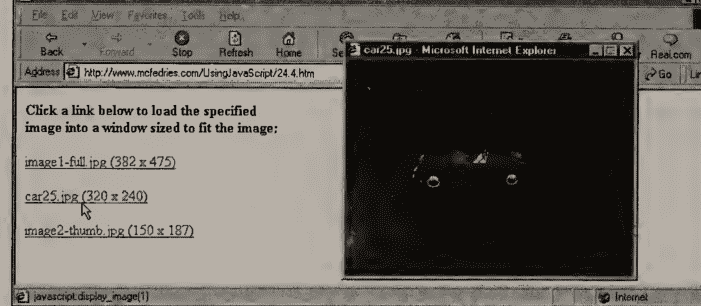 File Edit View Favorites Tools Help
Back Forward Stop Refresh Home
Real.com
car25.jpg - Microsoft Internet Explorer
Address http://www.mcfedries.com/UsingJavaScript/24.4.htm
Go
Click a link below to load the specified
image into a window sized to fit the image:
image1-full.jpg (382 x 475)
car25.jpg (320 x 240)
image2-thumb.jpg (150 x 187)
javascript:display_image(1)
Internet